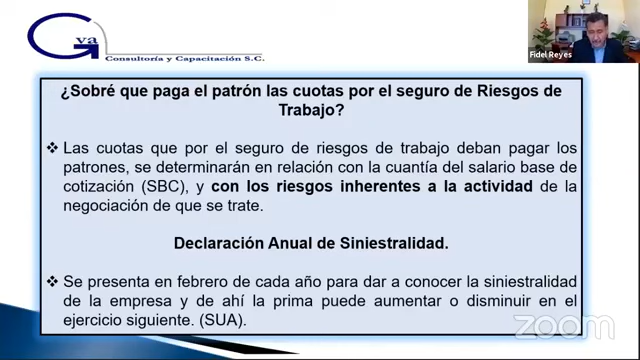 Gva
Consultoría y Capacitación S.C.
Fidel Reyes
¿Sobré que paga el patrón las cuotas por el seguro de Riesgos de
Trabajo?
❖ Las cuotas que por el seguro de riesgos de trabajo deban pagar los
patrones, se determinarán en relación con la cuantía del salario base de
cotización (SBC), y con los riesgos inherentes a la actividad de la
negociación de que se trate.
Declaración Anual de Siniestralidad.
❖ Se presenta en febrero de cada año para dar a conocer la siniestralidad
de la empresa y de ahí la prima puede aumentar o disminuir en el
ejercicio siguiente. (SUA).
zoom